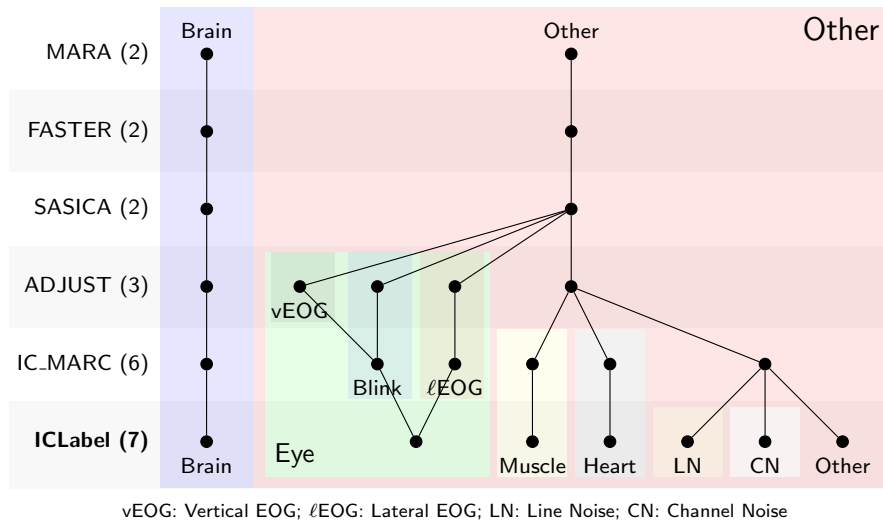 Other
Brain
Other
MARA (2)
FASTER (2)
SASICA (2)
ADJUST (3)
vEOG
IC_MARC (6)
Blink
ℓEOG
ICLabel (7)
Eye
Brain
Muscle
Heart
LN
CN
Other
vEOG: Vertical EOG; ℓEOG: Lateral EOG; LN: Line Noise; CN: Channel Noise